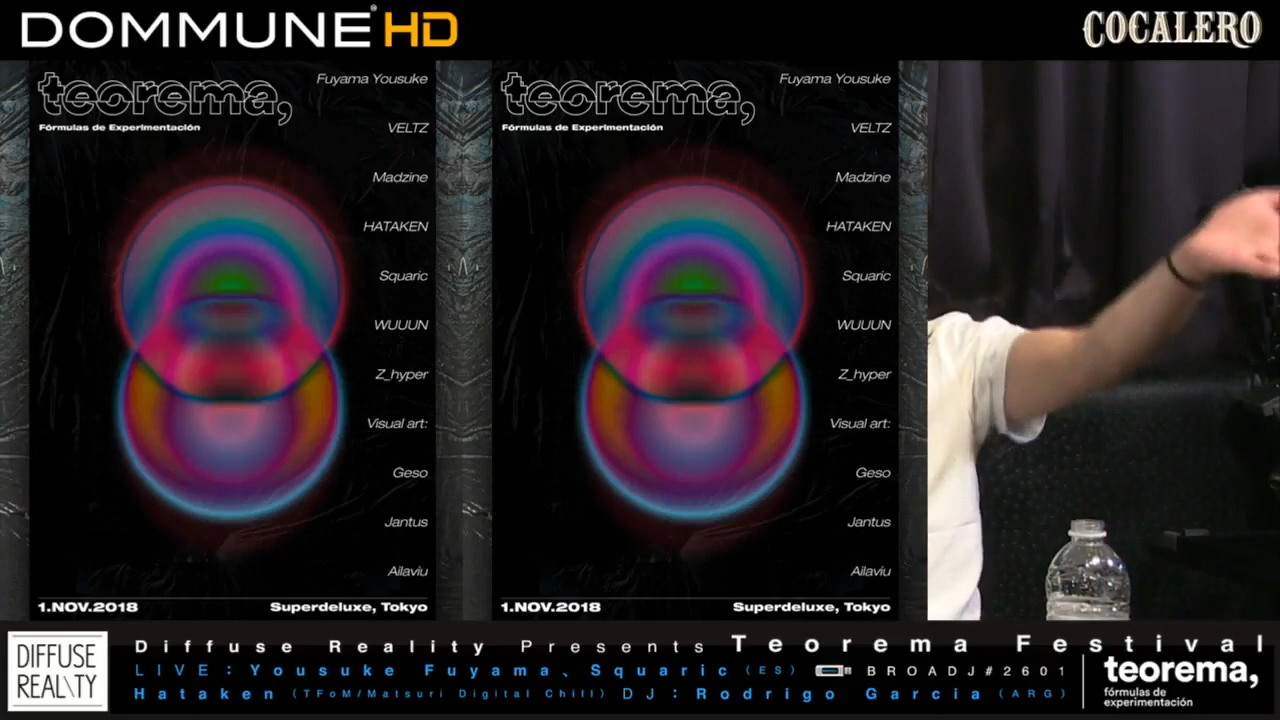 DOMMUNE® HD
COCALERO
teorema,
Fórmulas de Experimentación
Fuyama Yousuke
VELTZ
Madzine
HATAKEN
Squaric
WUUUN
Z_hyper
Visual art:
Geso
Jantus
Ailaviu
1.NOV.2018
Superdeluxe, Tokyo
teorema,
Fórmulas de Experimentación
Fuyama Yousuke
VELTZ
Madzine
HATAKEN
Squaric
WUUUN
Z_hyper
Visual art:
Geso
Jantus
Ailaviu
1.NOV.2018
Superdeluxe, Tokyo
DIFFUSE
REALITY
Diffuse Reality Presents Teorema Festival
LIVE：Yousuke Fuyama、Squaric (ES) BROADJ#2601
Hataken (TFoM/Matsuri Digital Chill) DJ：Rodrigo Garcia (ARG)
teorema,
fórmulas de
experimentación